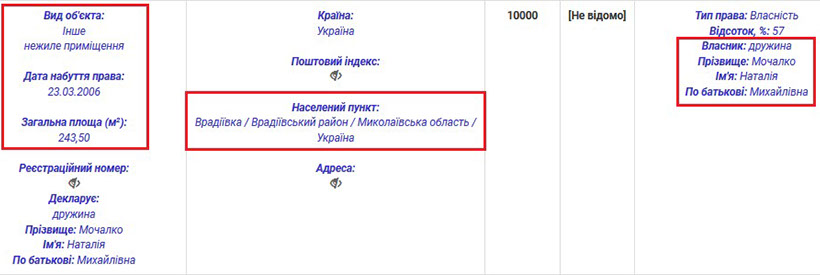 Вид об'єкта:
Інше
нежиле приміщення
Дата набуття права:
23.03.2006
Загальна площа (м²):
243,50
Реєстраційний номер:
Декларує:
дружина
Прізвище: Мочалко
Ім'я: Наталія
По батькові: Михайлівна
Країна:
Україна
Поштовий індекс:
Населений пункт:
Врадіївка / Врадіївський район / Миколаївська область /
Україна
Адреса:
10000
[Не відомо]
Тип права: Власність
Відсоток, %: 57
Власник: дружина
Прізвище: Мочалко
Ім'я: Наталія
По батькові: Михайлівна